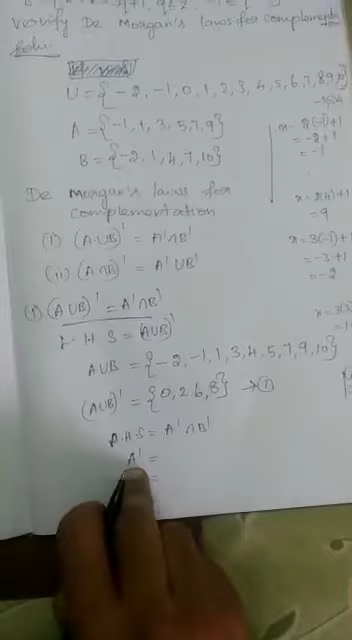 Verify De Morgan's laws for complementa
Soln:
U = {-2, -1, 0, 1, 2, 3, 4, 5, 6, 7, 8 9, 10}
A = {-1, 1, 3, 5, 7, 9}
B = {-2, 1, 4, 7, 10}
x = 2(-1)+1
= -2+1
= -1
x = 2(4)+1
= 9
x = 3(-1)+1
= -3+1
= -2
De Morgan's laws for
complementation
(i) (A∪B)' = A'∩B'
(ii) (A∩B)' = A'∪B'
(i) (A∪B)' = A'∩B'
L.H.S = (A∪B)'
A∪B = {-2, -1, 1, 3, 4, 5, 7, 9, 10}
(A∪B)' = {0, 2, 6, 8} → ①
R.H.S = A'∩B'
A' =
=